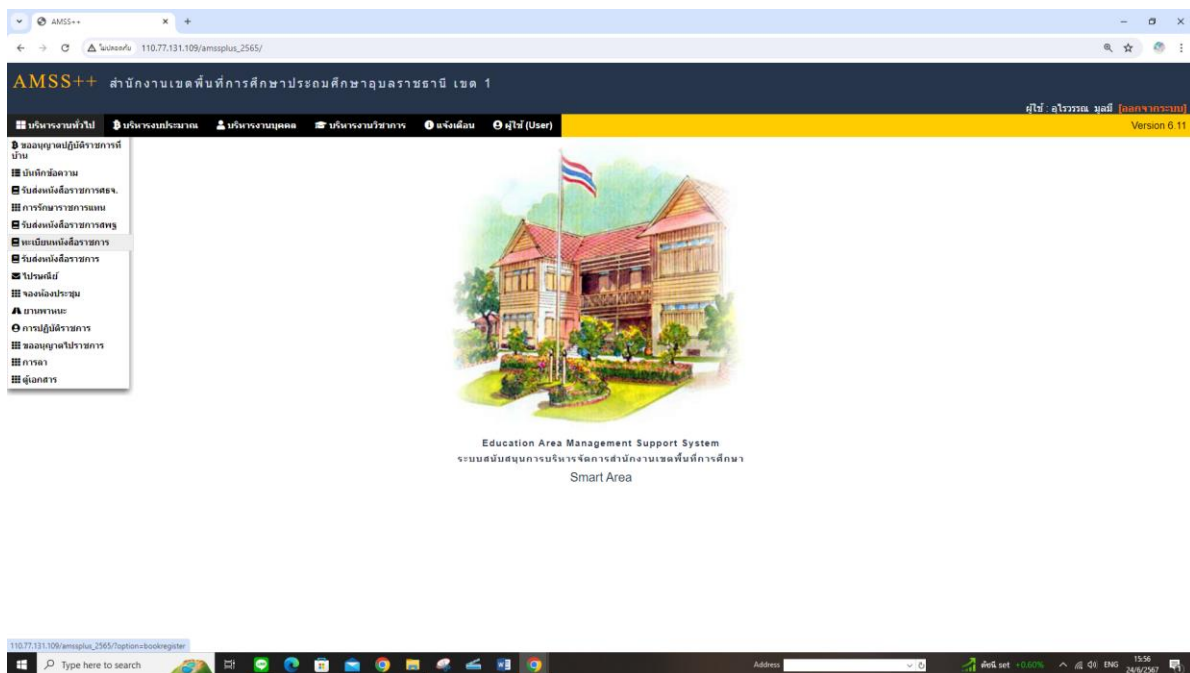 AMSS++
ไม่ปลอดภัย 110.77.131.109/amssplus_2565/
AMSS++ สำนักงานเขตพื้นที่การศึกษาประถมศึกษาอุบลราชธานี เขต 1
ผู้ใช้ : อุไรวรรณ มูลมี [ออกจากระบบ]
บริหารงานทั่วไป บริหารงบประมาณ บริหารงานบุคคล บริหารงานวิชาการ แจ้งเตือน ผู้ใช้ (User) Version 6.11
ขออนุญาตปฏิบัติราชการที่
บ้าน
บันทึกข้อความ
รับส่งหนังสือราชการศธจ.
การรักษาราชการแทน
รับส่งหนังสือราชการสพฐ
ทะเบียนหนังสือราชการ
รับส่งหนังสือราชการ
ไปรษณีย์
จองห้องประชุม
ยานพาหนะ
การปฏิบัติราชการ
ขออนุญาตไปราชการ
การลา
ตู้เอกสาร
Education Area Management Support System
ระบบสนับสนุนการบริหารจัดการสำนักงานเขตพื้นที่การศึกษา
Smart Area
110.77.131.109/amssplus_2565/?option=bookregister
Type here to search Address ดัชนี set +0.60% ENG 15:56
24/6/2567